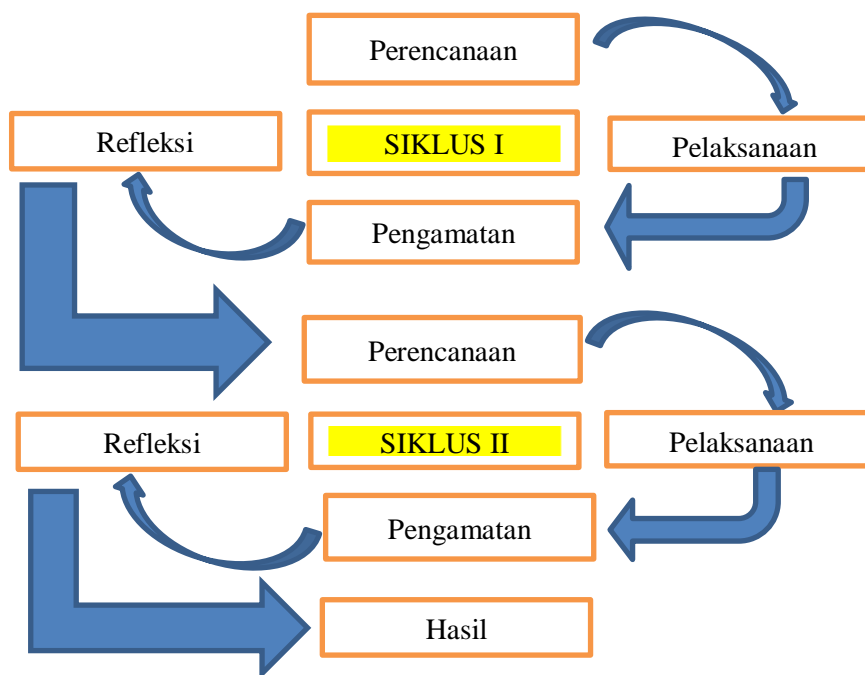 Perencanaan
Refleksi
SIKLUS I
Pelaksanaan
Pengamatan
Perencanaan
Refleksi
SIKLUS II
Pelaksanaan
Pengamatan
Hasil